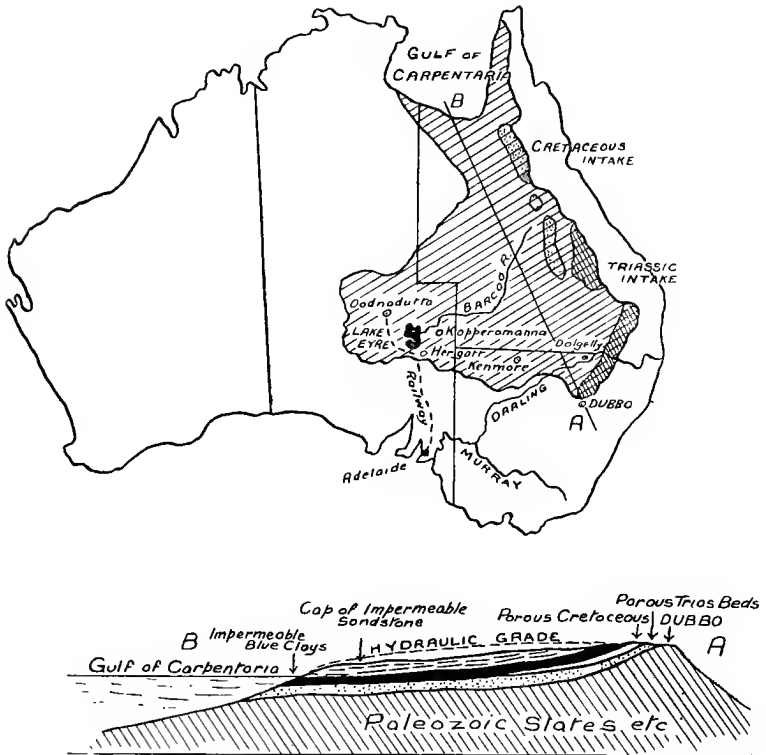 GULF OF
CARPENTARIA
B
CRETACEOUS
INTAKE
TRIASSIC
INTAKE
BARCOO R.
Oodnadutta
LAKE
EYRE
Kopperamanna
Hergott
Kenmore
Dolgelly
Railway
DARLING
DUBBO
A
MURRAY
Adelaide
Porous Trias Beds
Cap of Impermeable
Sandstone
Porous Cretaceous
DUBBO
B
Impermeable
Blue Clays
HYDRAULIC GRADE
A
Gulf of Carpentaria
Paleozoic Slates etc